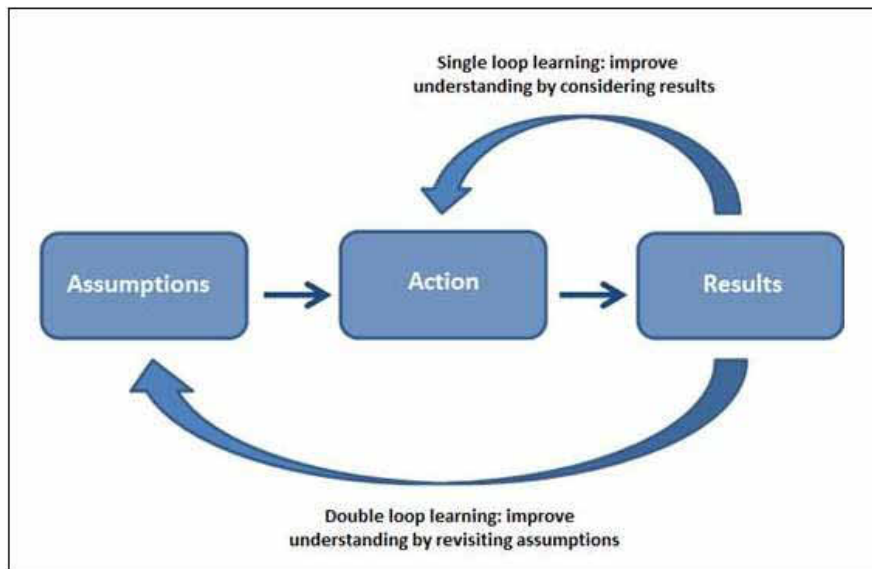 Single loop learning: improve
understanding by considering results
Assumptions
Action
Results
Double loop learning: improve
understanding by revisiting assumptions